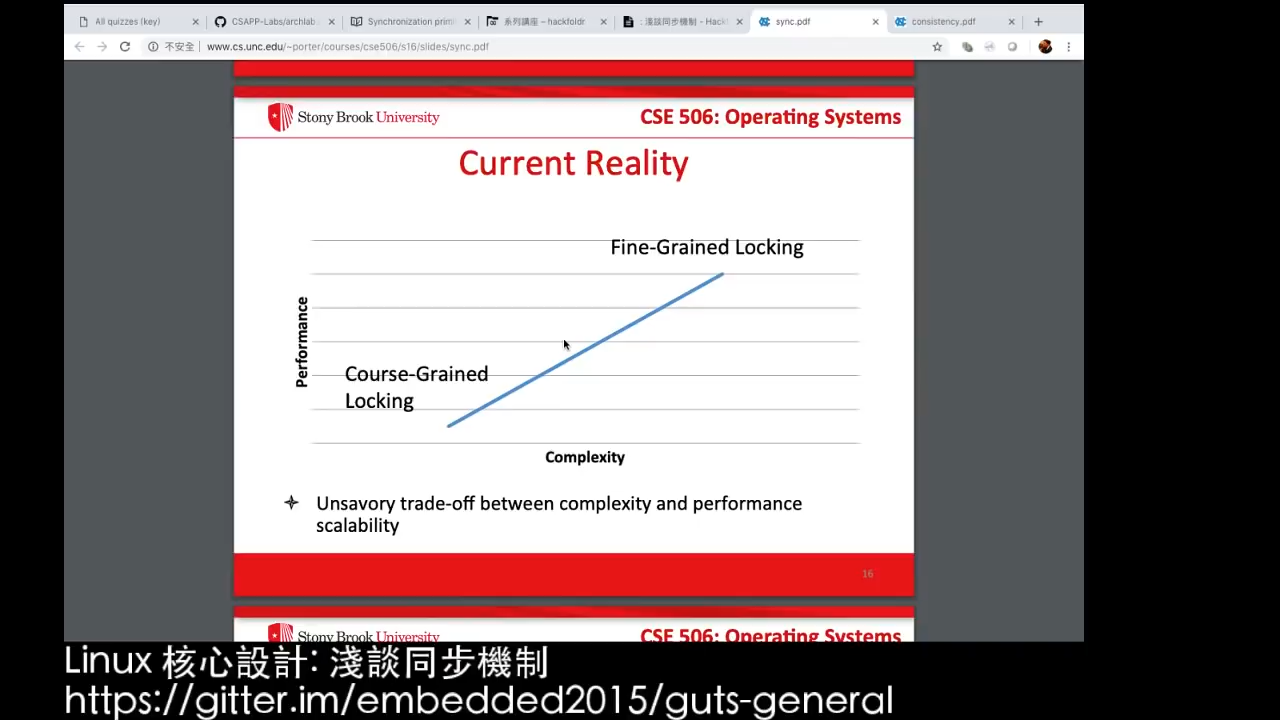 All quizzes (key)
CSAPP-Labs/archlab
Synchronization primi
系列講座 – hackfoldr
: 淺談同步機制 - Hack
sync.pdf
consistency.pdf
不安全 www.cs.unc.edu/~porter/courses/cse506/s16/slides/sync.pdf
Stony Brook University
CSE 506: Operating Systems
Current Reality
Fine-Grained Locking
Performance
Course-Grained
Locking
Complexity
Unsavory trade-off between complexity and performance
scalability
16
Stony Brook University
CSE 506: Operating Systems
Linux 核心設計: 淺談同步機制
https://gitter.im/embedded2015/guts-general